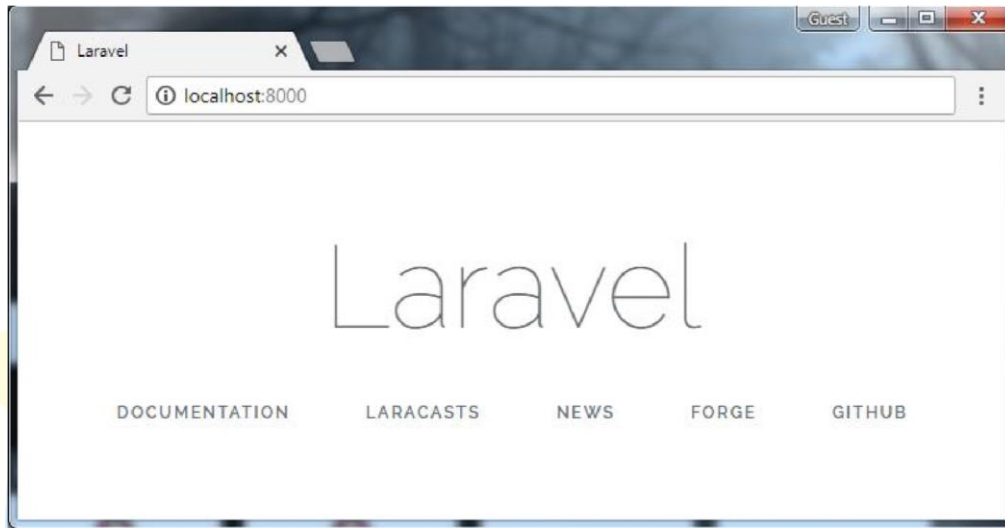 Guest
Laravel
localhost:8000
Laravel
DOCUMENTATION LARACASTS NEWS FORGE GITHUB